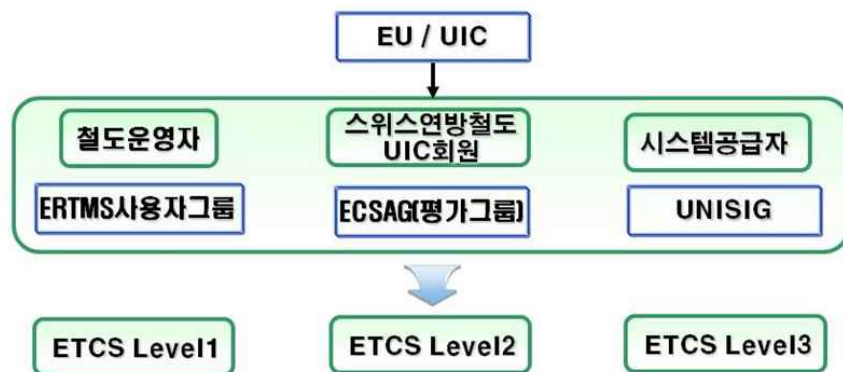 EU / UIC
철도운영자
스위스연방철도
UIC회원
시스템공급자
ERTMS사용자그룹
ECSAG(평가그룹)
UNISIG
ETCS Level1
ETCS Level2
ETCS Level3